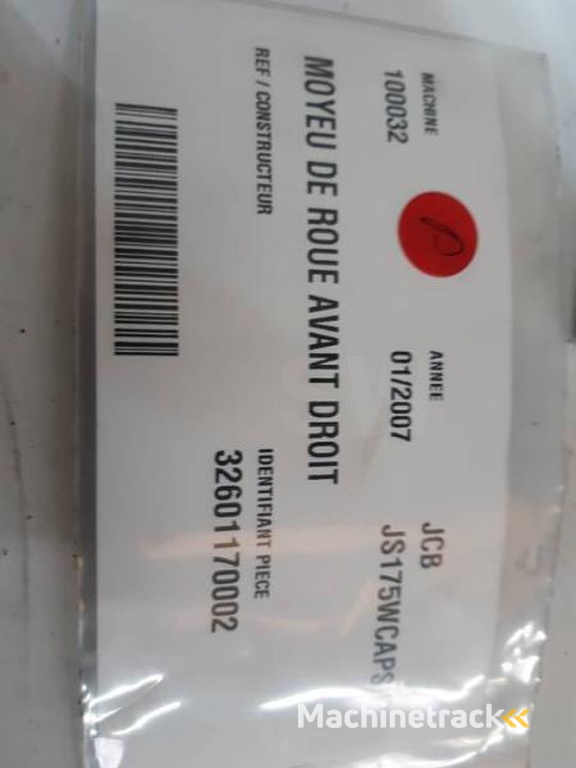 MACHINE
100032
ANNEE
01/2007
JCB
JS175WCAPS
MOYEU DE ROUE AVANT DROIT
REF / CONSTRUCTEUR
IDENTIFIANT PIECE
32601170002
Machinetrack